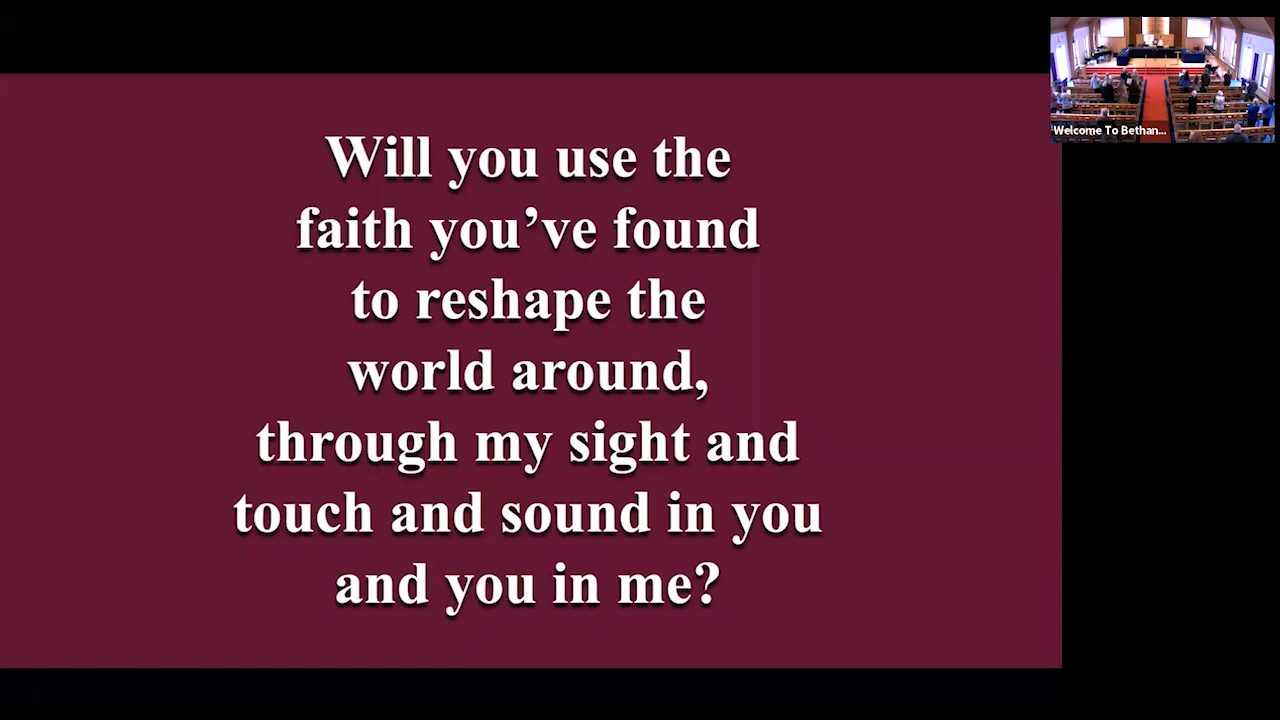 Will you use the
faith you’ve found
to reshape the
world around,
through my sight and
touch and sound in you
and you in me?
Welcome To Bethan...